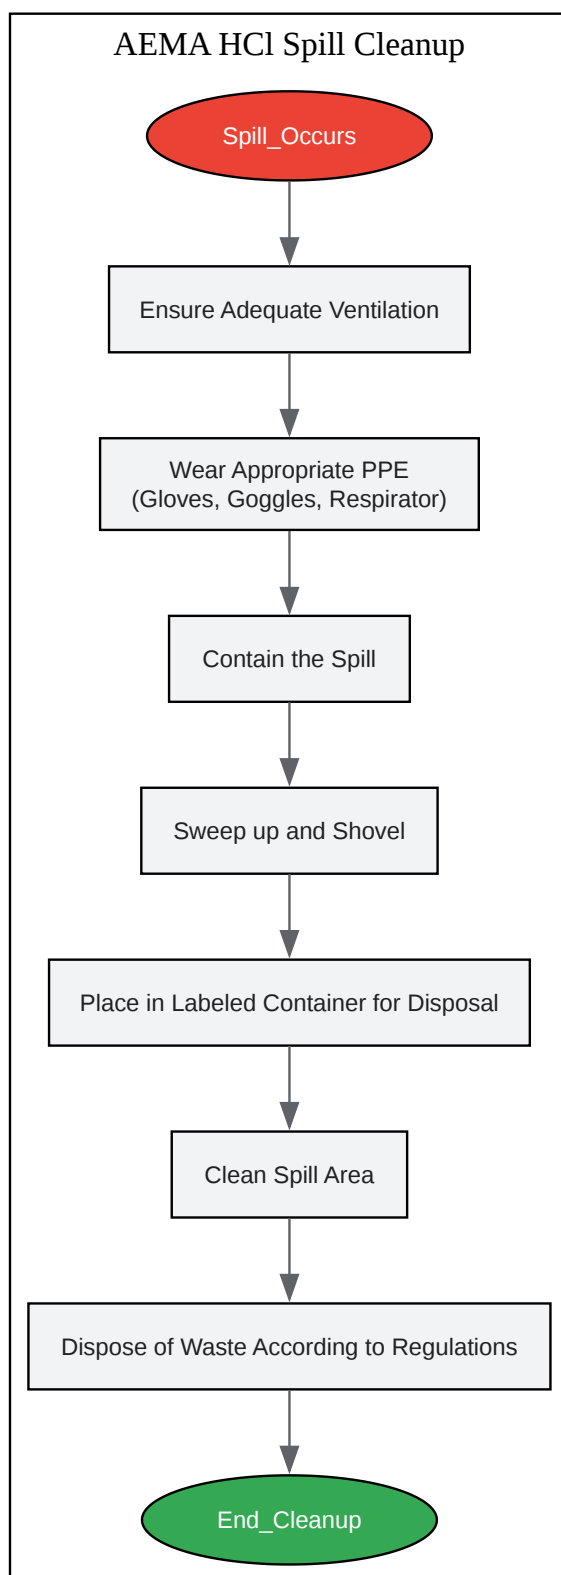 AEMA HCl Spill Cleanup
Spill_Occurs
Ensure Adequate Ventilation
Wear Appropriate PPE
(Gloves, Goggles, Respirator)
Contain the Spill
Sweep up and Shovel
Place in Labeled Container for Disposal
Clean Spill Area
Dispose of Waste According to Regulations
End_Cleanup